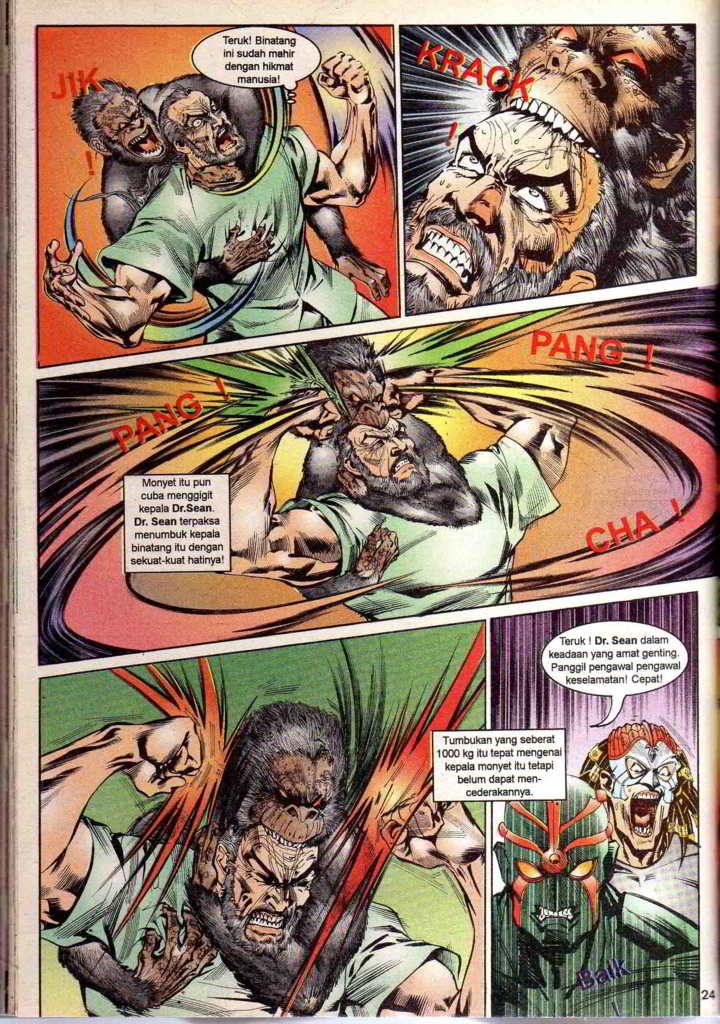 Teruk! Binatang
ini sudah mahir
dengan hikmat
manusia!
JIK
!
KRACK
!
PANG !
PANG !
Monyet itu pun
cuba menggigit
kepala Dr.Sean.
Dr. Sean terpaksa
menumbuk kepala
binatang itu dengan
sekuat-kuat hatinya!
CHA !
Tumbukan yang seberat
1000 kg itu tepat mengenai
kepala monyet itu tetapi
belum dapat men-
cederakannya.
Teruk ! Dr. Sean dalam
keadaan yang amat genting.
Panggil pengawal pengawal
keselamatan! Cepat!
Baik
!
24